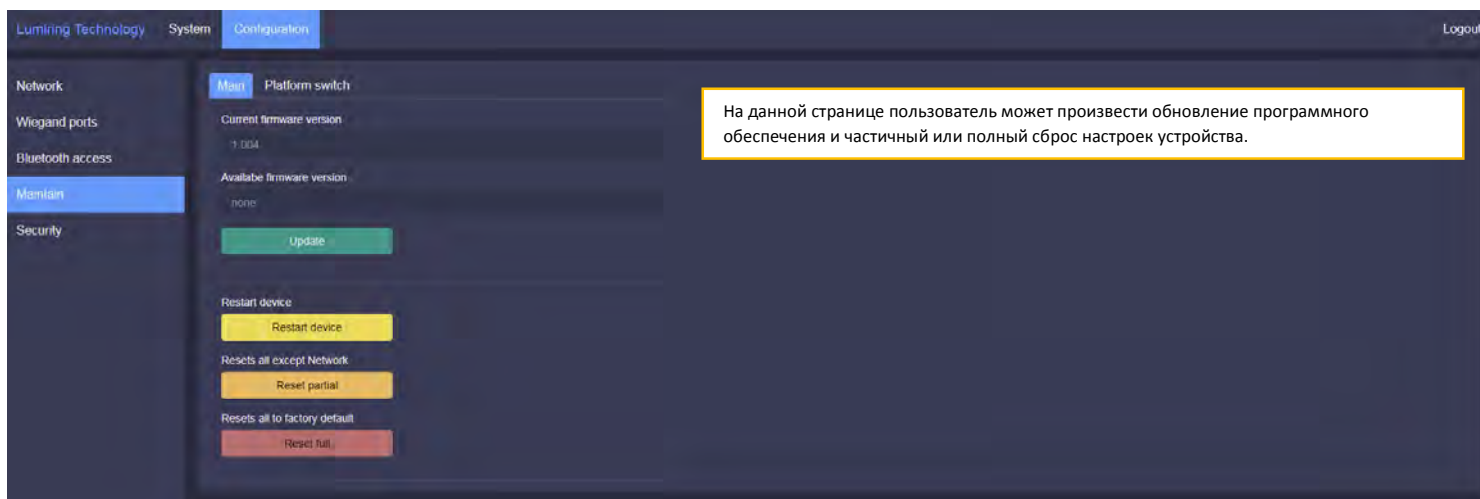 Lumiring Technology System Configuration Logout
Network
Wiegand ports
Bluetooth access
Maintain
Security
Main Platform switch
Current firmware version
1.004
Availabe firmware version
none
Update
Restart device
Restart device
Resets all except Network
Reset partial
Resets all to factory default
Reset full
На данной странице пользователь может произвести обновление программного
обеспечения и частичный или полный сброс настроек устройства.